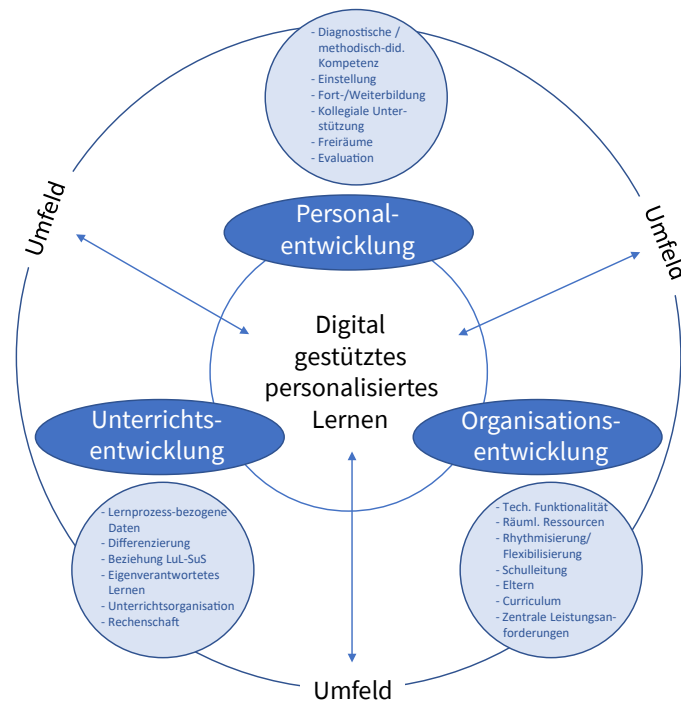 - Diagnostische /
methodisch-did.
Kompetenz
- Einstellung
- Fort-/Weiterbildung
- Kollegiale Unter-
stützung
- Freiräume
- Evaluation
Umfeld
Umfeld
Personal-
entwicklung
Digital
gestütztes
personalisiertes
Lernen
Unterrichts-
entwicklung
Organisations-
entwicklung
- Lernprozess-bezogene
Daten
- Differenzierung
- Beziehung LuL-SuS
- Eigenverantwortetes
Lernen
- Unterrichtsorganisation
- Rechenschaft
- Tech. Funktionalität
- Räuml. Ressourcen
- Rhythmisierung/
Flexibilisierung
- Schulleitung
- Eltern
- Curriculum
- Zentrale Leistungsan-
forderungen
Umfeld